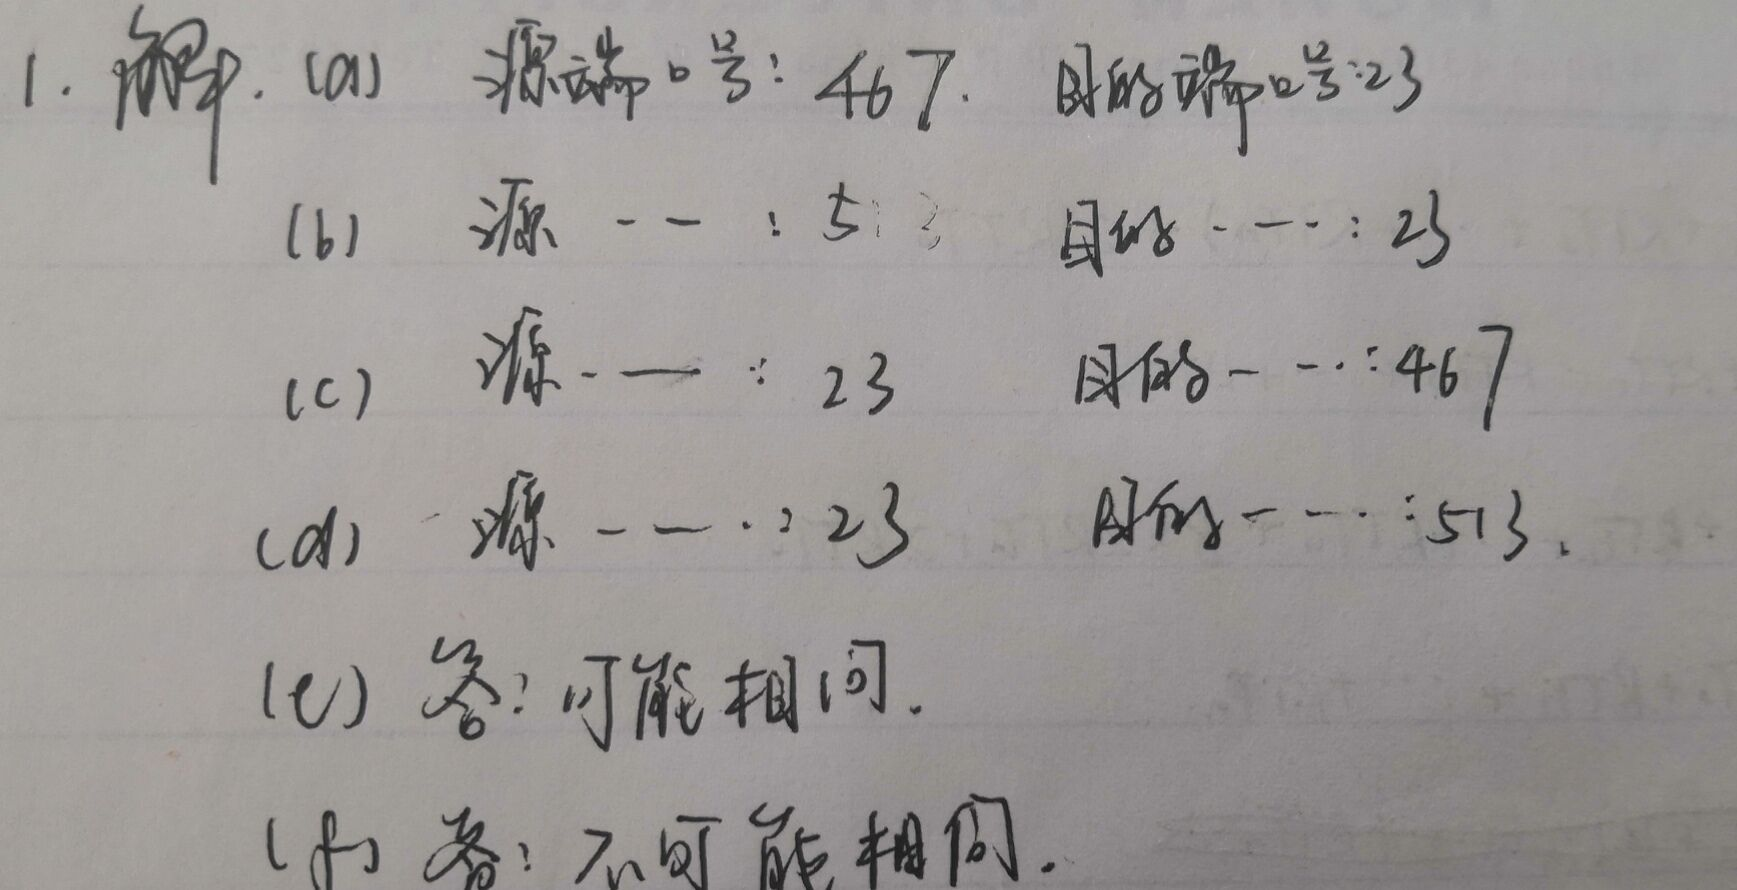 1. 解. (a) 源端口号: 467. 目的端口号:23
(b) 源 - - : 513 目的 - - - : 23
(c) 源 - — : 23 目的 - - · : 467
(d) 源 - — · : 23 目的 - - · : 513.
(e) 答: 可能相同.
(f) 答: 不可能相同.